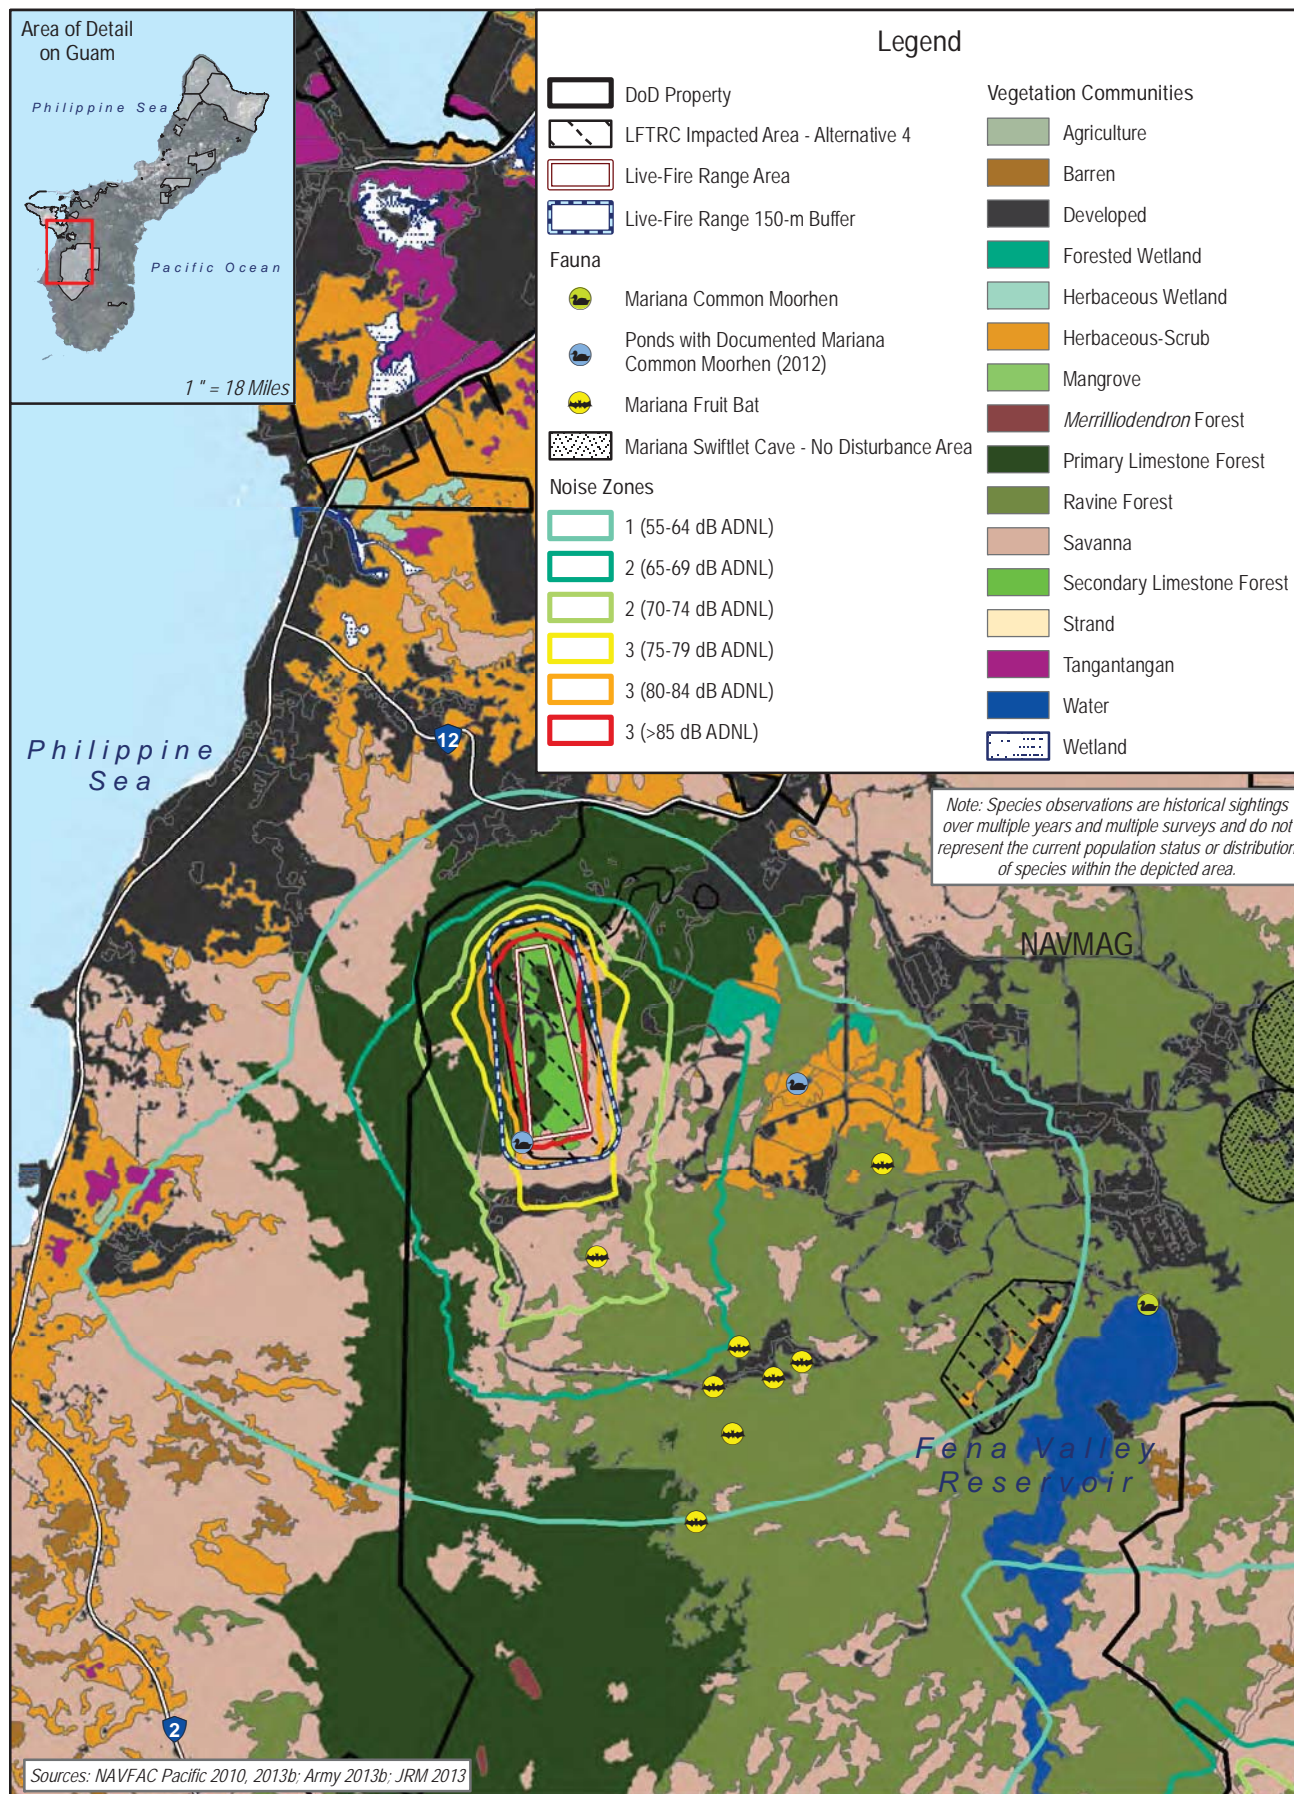 Area of Detail
on Guam
Philippine Sea
Pacific Ocean
1 " = 18 Miles
Legend
DoD Property
LFTRC Impacted Area - Alternative 4
Live-Fire Range Area
Live-Fire Range 150-m Buffer
Fauna
Mariana Common Moorhen
Ponds with Documented Mariana
Common Moorhen (2012)
Mariana Fruit Bat
Mariana Swiftlet Cave - No Disturbance Area
Noise Zones
1 (55-64 dB ADNL)
2 (65-69 dB ADNL)
2 (70-74 dB ADNL)
3 (75-79 dB ADNL)
3 (80-84 dB ADNL)
3 (>85 dB ADNL)
Vegetation Communities
Agriculture
Barren
Developed
Forested Wetland
Herbaceous Wetland
Herbaceous-Scrub
Mangrove
Merrilliodendron Forest
Primary Limestone Forest
Ravine Forest
Savanna
Secondary Limestone Forest
Strand
Tangantangan
Water
Wetland
12
Philippine
Sea
Note: Species observations are historical sightings
over multiple years and multiple surveys and do not
represent the current population status or distribution
of species within the depicted area.
NAVMAG
Fena Valley
Reservoir
2
Sources: NAVFAC Pacific 2010, 2013b; Army 2013b; JRM 2013